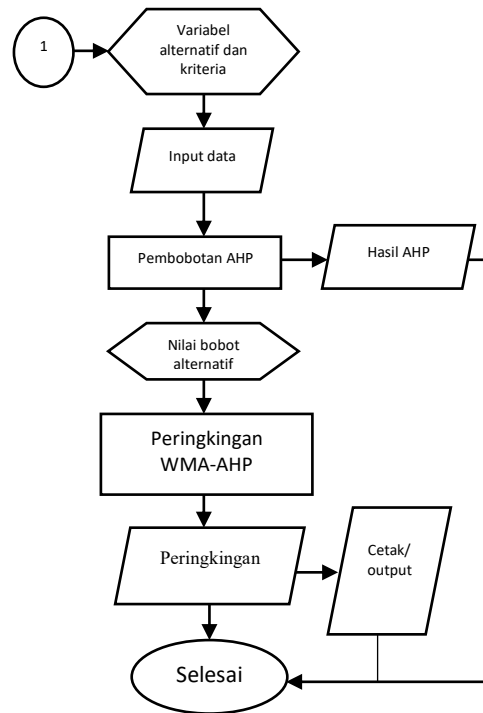 1
Variabel
alternatif dan
kriteria
Input data
Pembobotan AHP
Hasil AHP
Nilai bobot
alternatif
Peringkingan
WMA-AHP
Peringkingan
Cetak/
output
Selesai